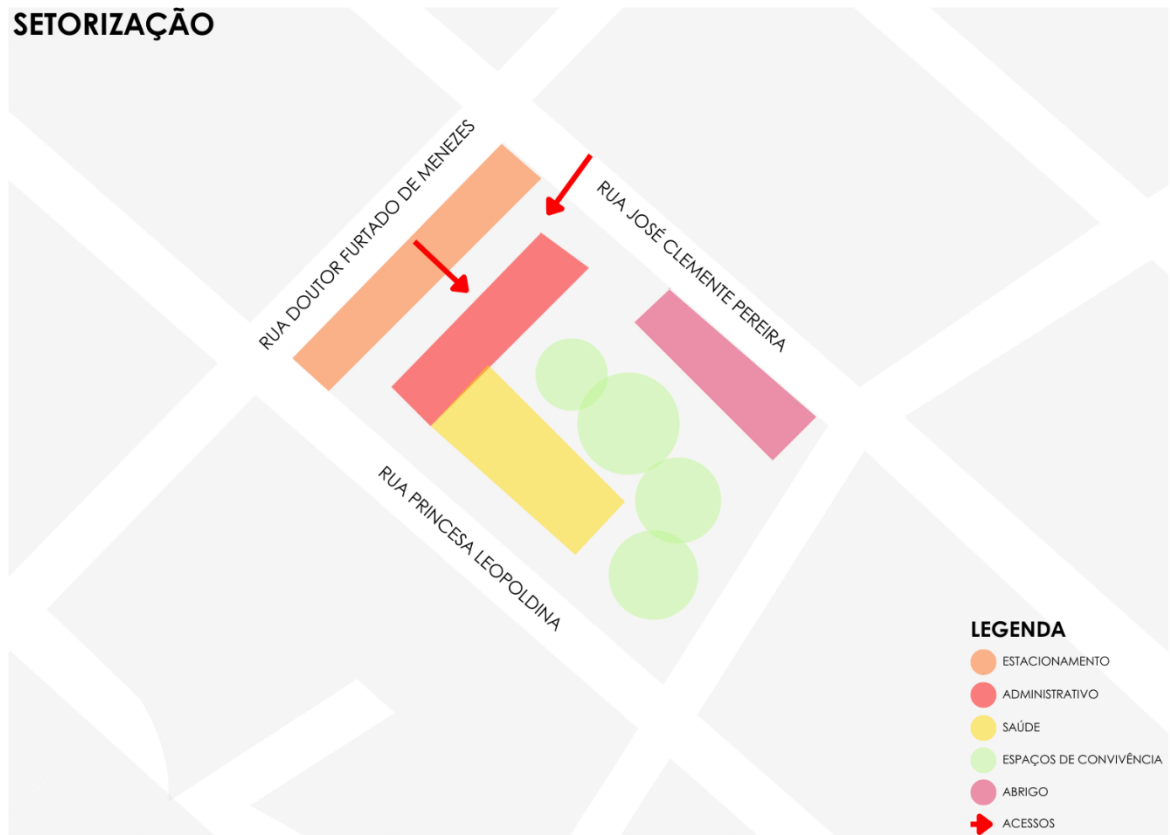 SETORIZAÇÃO
RUA DOUTOR FURTADO DE MENEZES
RUA JOSÉ CLEMENTE PEREIRA
RUA PRINCESA LEOPOLDINA
LEGENDA
ESTACIONAMENTO
ADMINISTRATIVO
SAÚDE
ESPAÇOS DE CONVIVÊNCIA
ABRIGO
ACESSOS